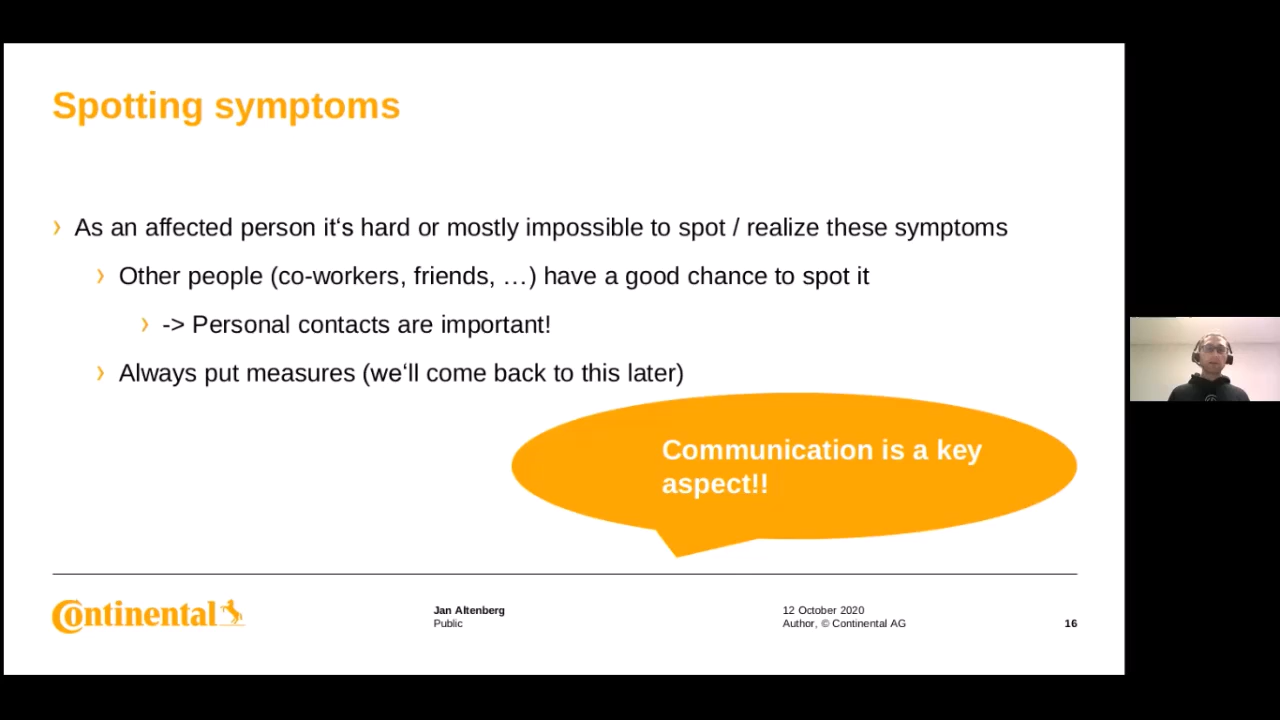 Spotting symptoms
› As an affected person it‘s hard or mostly impossible to spot / realize these symptoms
› Other people (co-workers, friends, …) have a good chance to spot it
› -> Personal contacts are important!
› Always put measures (we‘ll come back to this later)
Communication is a key
aspect!!
Continental
Jan Altenberg
Public
12 October 2020
Author, © Continental AG
16